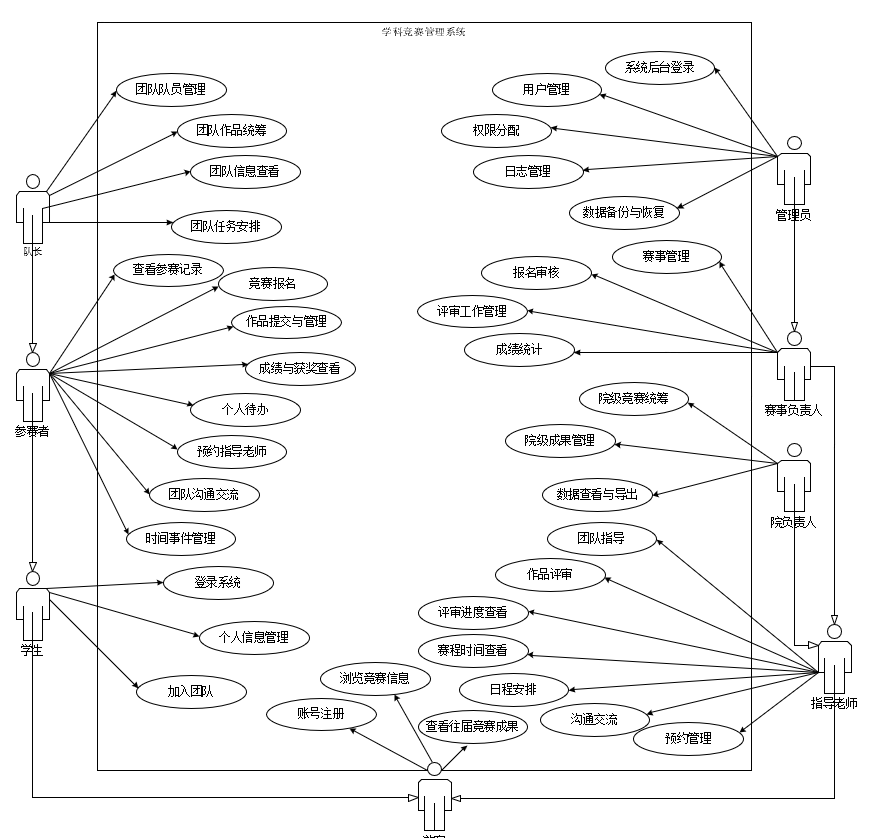 学科竞赛管理系统
团队队员管理
团队作品统筹
团队信息查看
团队任务安排
队长
查看参赛记录
竞赛报名
作品提交与管理
成绩与获奖查看
个人待办
预约指导老师
团队沟通交流
时间事件管理
参赛者
登录系统
个人信息管理
加入团队
学生
系统后台登录
用户管理
权限分配
日志管理
数据备份与恢复
管理员
赛事管理
报名审核
评审工作管理
成绩统计
赛事负责人
院级竞赛统筹
院级成果管理
数据查看与导出
院负责人
团队指导
作品评审
评审进度查看
赛程时间查看
日程安排
沟通交流
预约管理
指导老师
浏览竞赛信息
账号注册
查看往届竞赛成果